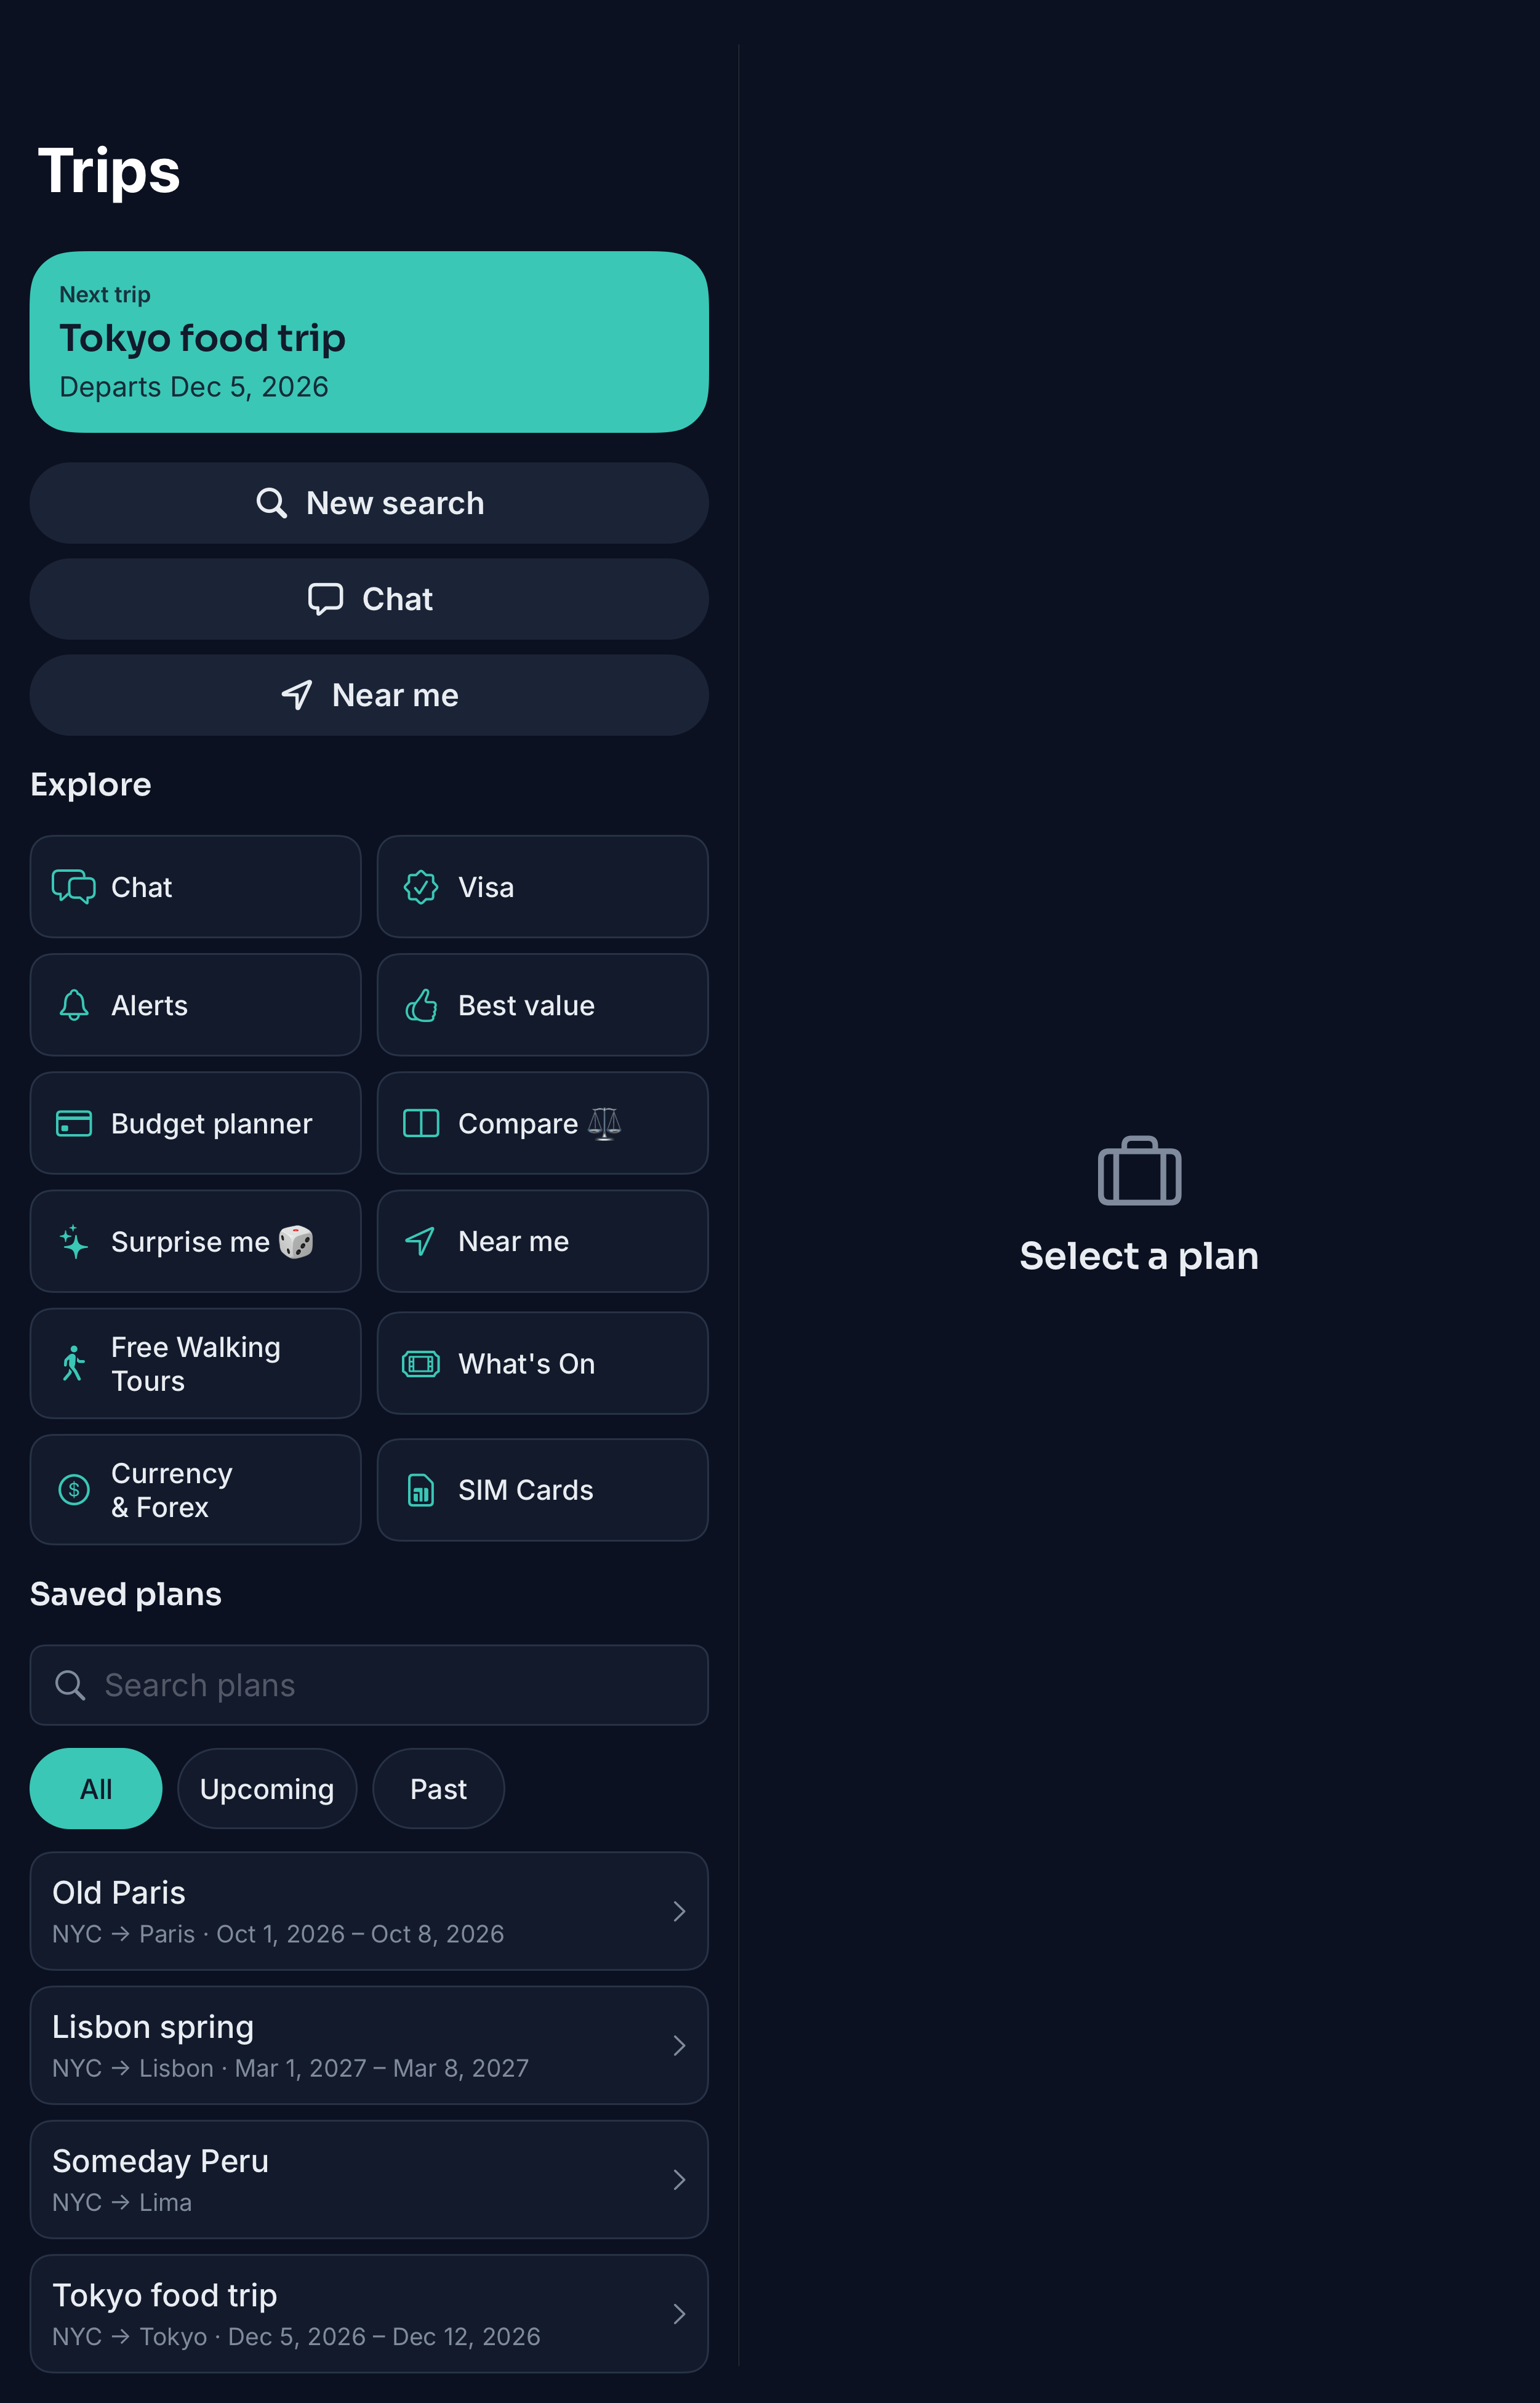 Trips
Next trip
Tokyo food trip
Departs Dec 5, 2026
New search
Chat
Near me
Explore
Chat
Visa
Alerts
Best value
Budget planner
Compare ⚖️
Surprise me 🎲
Near me
Free Walking
Tours
What's On
Currency
& Forex
SIM Cards
Saved plans
Search plans
All
Upcoming
Past
Old Paris
NYC → Paris · Oct 1, 2026 – Oct 8, 2026
Lisbon spring
NYC → Lisbon · Mar 1, 2027 – Mar 8, 2027
Someday Peru
NYC → Lima
Tokyo food trip
NYC → Tokyo · Dec 5, 2026 – Dec 12, 2026
Select a plan